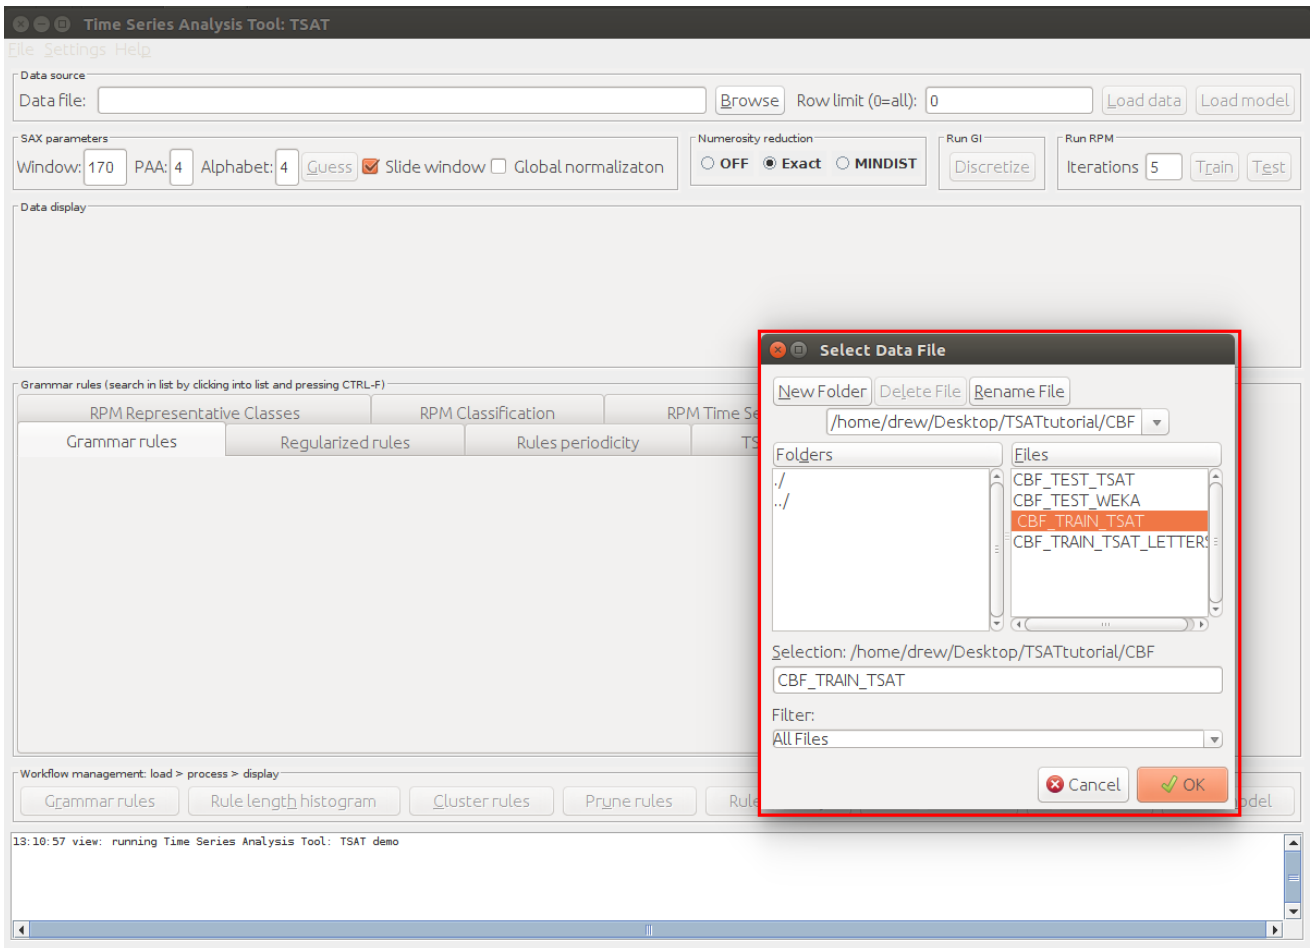 Time Series Analysis Tool: TSAT
File Settings Help
Data source
Data file: Browse Row limit (0=all): 0 Load data Load model
SAX parameters Numerosity reduction Run GI Run RPM
Window: 170 PAA: 4 Alphabet: 4 Guess Slide window Global normalizaton OFF Exact MINDIST Discretize Iterations 5 Train Test
Data display
Grammar rules (search in list by clicking into list and pressing CTRL-F)
RPM Representative Classes RPM Classification RPM Time Se
Grammar rules Regularized rules Rules periodicity TS
Select Data File
New Folder Delete File Rename File
/home/drew/Desktop/TSATtutorial/CBF
Folders Files
./ CBF_TEST_TSAT
../ CBF_TEST_WEKA
CBF_TRAIN_TSAT
CBF_TRAIN_TSAT_LETTERS
Selection: /home/drew/Desktop/TSATtutorial/CBF
CBF_TRAIN_TSAT
Filter:
All Files
Cancel OK
Workflow management: load > process > display
Grammar rules Rule length histogram Cluster rules Prune rules Rule
13:10:57 view: running Time Series Analysis Tool: TSAT demo